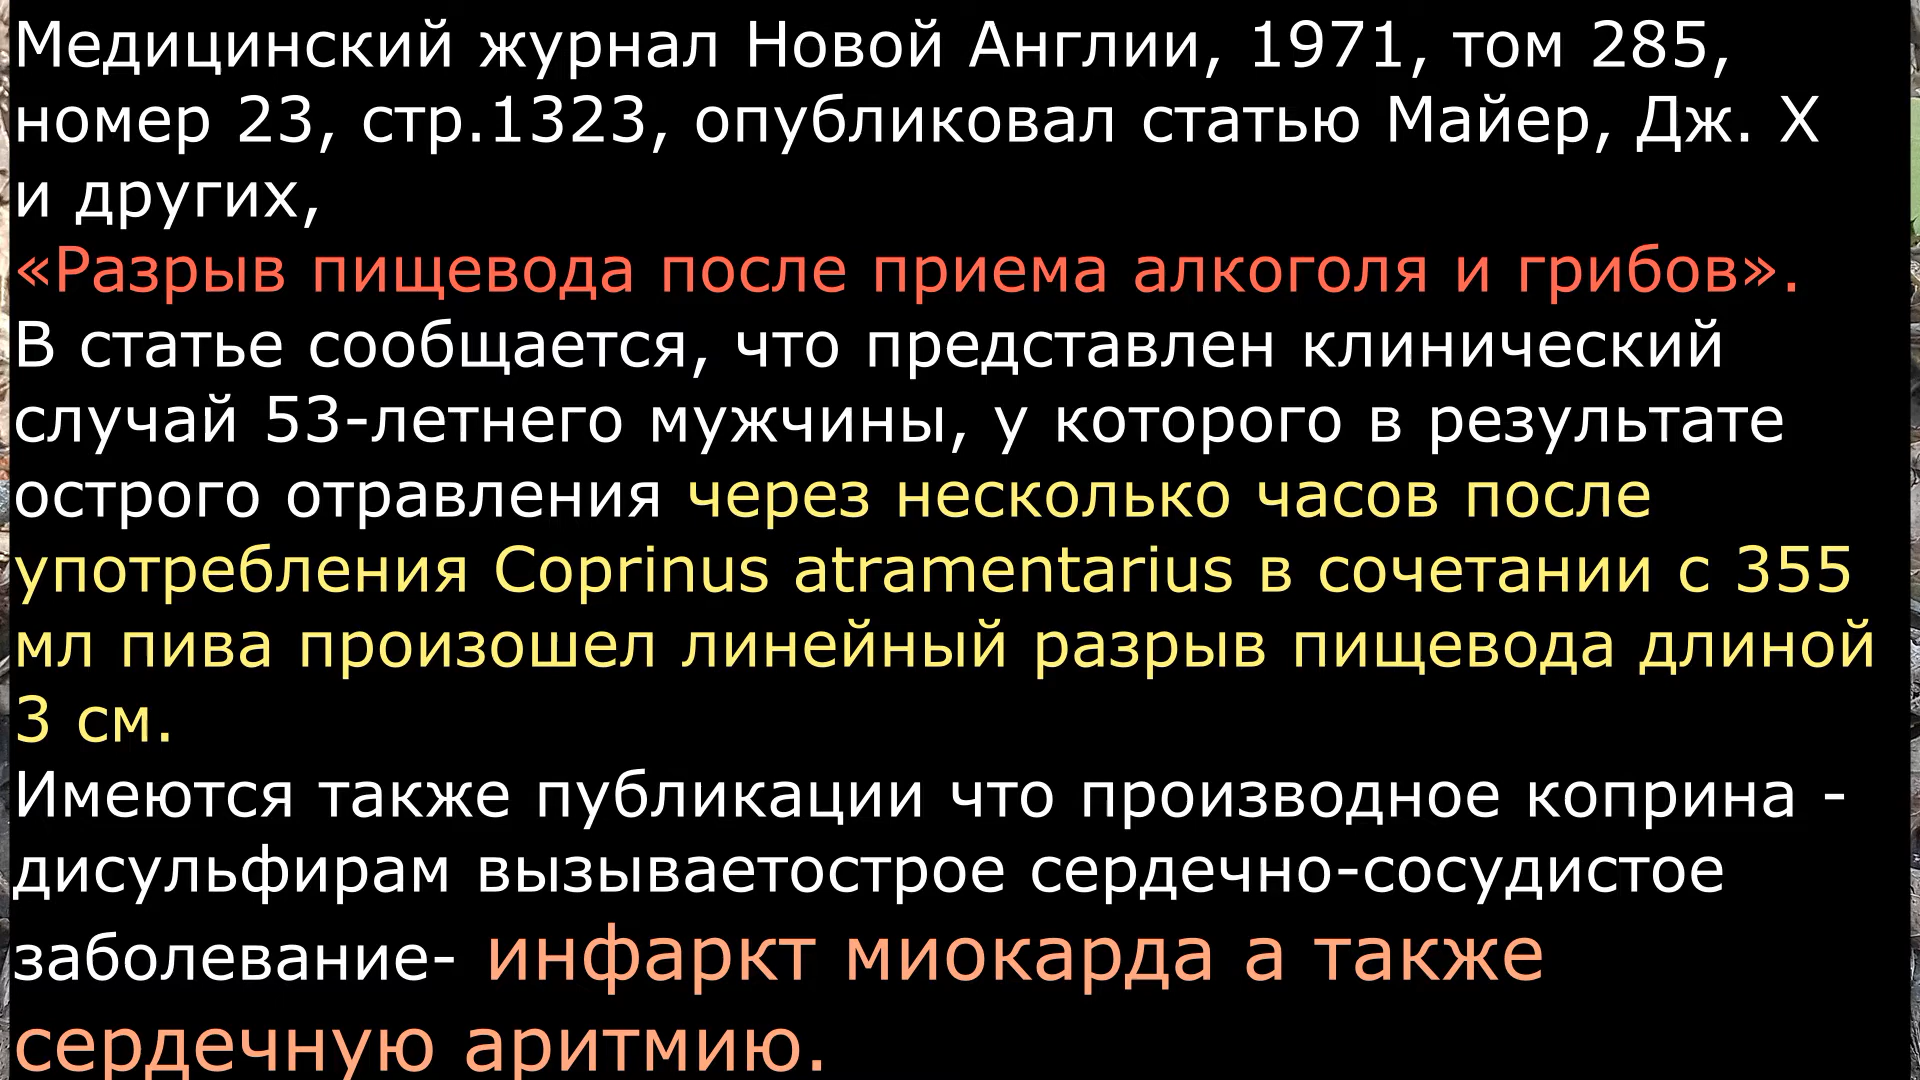 Медицинский журнал Новой Англии, 1971, том 285,
номер 23, стр.1323, опубликовал статью Майер, Дж. Х
и других,
«Разрыв пищевода после приема алкоголя и грибов».
В статье сообщается, что представлен клинический
случай 53-летнего мужчины, у которого в результате
острого отравления через несколько часов после
употребления Coprinus atramentarius в сочетании с 355
мл пива произошел линейный разрыв пищевода длиной
3 см.
Имеются также публикации что производное коприна -
дисульфирам вызываетострое сердечно-сосудистое
заболевание- инфаркт миокарда а также
сердечную аритмию.